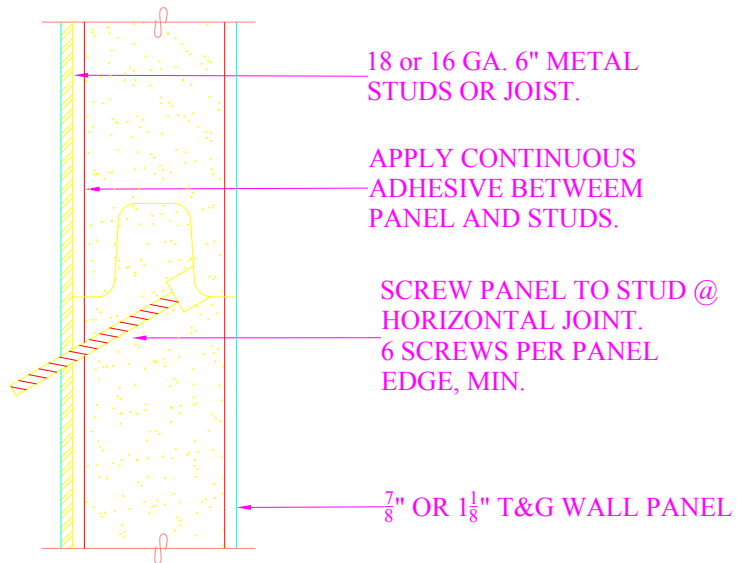 18 or 16 GA. 6" METAL
STUDS OR JOIST.
APPLY CONTINUOUS
ADHESIVE BETWEEM
PANEL AND STUDS.
SCREW PANEL TO STUD @
HORIZONTAL JOINT.
6 SCREWS PER PANEL
EDGE, MIN.
7/8" OR 1 1/8" T&G WALL PANEL